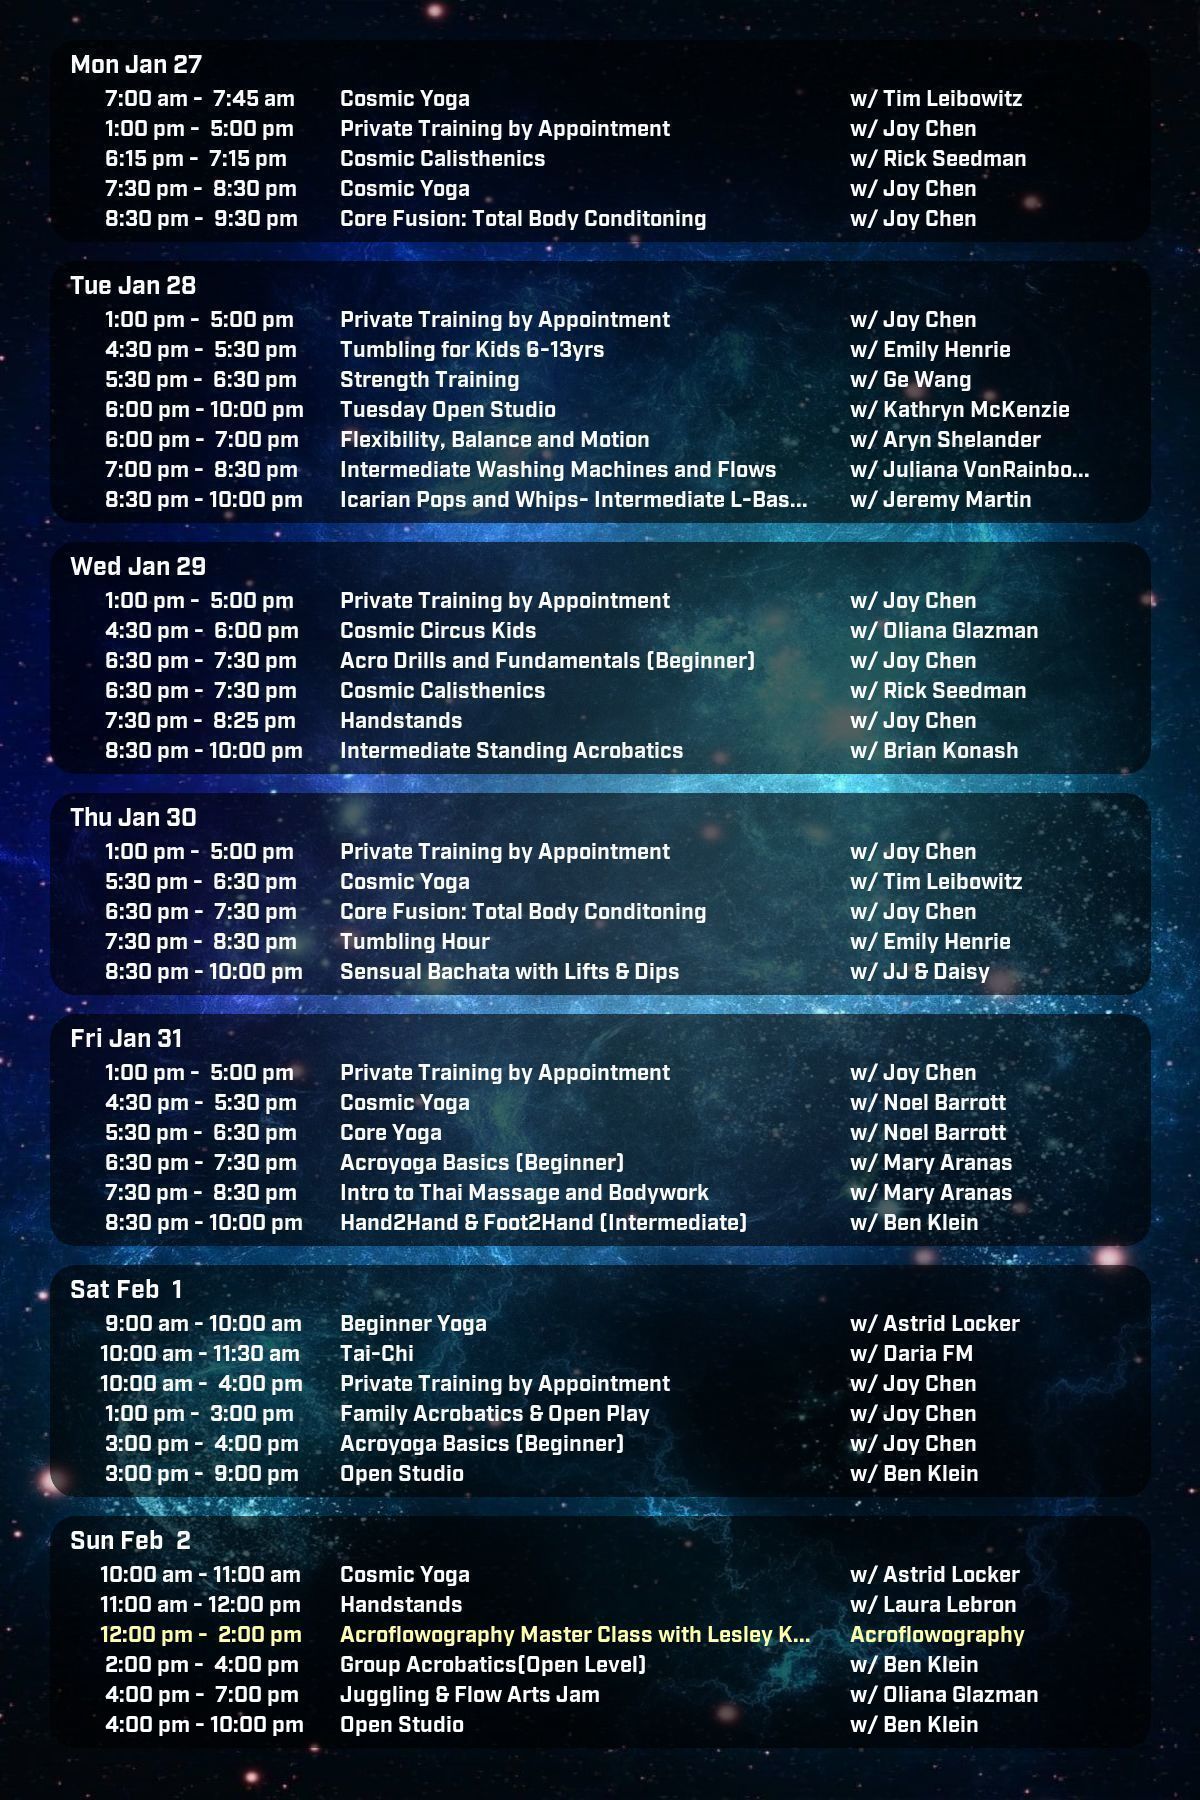 Mon Jan 27
7:00 am - 7:45 am Cosmic Yoga w/ Tim Leibowitz
1:00 pm - 5:00 pm Private Training by Appointment w/ Joy Chen
6:15 pm - 7:15 pm Cosmic Calisthenics w/ Rick Seedman
7:30 pm - 8:30 pm Cosmic Yoga w/ Joy Chen
8:30 pm - 9:30 pm Core Fusion: Total Body Conditoning w/ Joy Chen
Tue Jan 28
1:00 pm - 5:00 pm Private Training by Appointment w/ Joy Chen
4:30 pm - 5:30 pm Tumbling for Kids 6-13yrs w/ Emily Henrie
5:30 pm - 6:30 pm Strength Training w/ Ge Wang
6:00 pm - 10:00 pm Tuesday Open Studio w/ Kathryn McKenzie
6:00 pm - 7:00 pm Flexibility, Balance and Motion w/ Aryn Shelander
7:00 pm - 8:30 pm Intermediate Washing Machines and Flows w/ Juliana VonRainbo...
8:30 pm - 10:00 pm Icarian Pops and Whips- Intermediate L-Bas... w/ Jeremy Martin
Wed Jan 29
1:00 pm - 5:00 pm Private Training by Appointment w/ Joy Chen
4:30 pm - 6:00 pm Cosmic Circus Kids w/ Oliana Glazman
6:30 pm - 7:30 pm Acro Drills and Fundamentals (Beginner) w/ Joy Chen
6:30 pm - 7:30 pm Cosmic Calisthenics w/ Rick Seedman
7:30 pm - 8:25 pm Handstands w/ Joy Chen
8:30 pm - 10:00 pm Intermediate Standing Acrobatics w/ Brian Konash
Thu Jan 30
1:00 pm - 5:00 pm Private Training by Appointment w/ Joy Chen
5:30 pm - 6:30 pm Cosmic Yoga w/ Tim Leibowitz
6:30 pm - 7:30 pm Core Fusion: Total Body Conditoning w/ Joy Chen
7:30 pm - 8:30 pm Tumbling Hour w/ Emily Henrie
8:30 pm - 10:00 pm Sensual Bachata with Lifts & Dips w/ JJ & Daisy
Fri Jan 31
1:00 pm - 5:00 pm Private Training by Appointment w/ Joy Chen
4:30 pm - 5:30 pm Cosmic Yoga w/ Noel Barrott
5:30 pm - 6:30 pm Core Yoga w/ Noel Barrott
6:30 pm - 7:30 pm Acroyoga Basics (Beginner) w/ Mary Aranas
7:30 pm - 8:30 pm Intro to Thai Massage and Bodywork w/ Mary Aranas
8:30 pm - 10:00 pm Hand2Hand & Foot2Hand (Intermediate) w/ Ben Klein
Sat Feb 1
9:00 am - 10:00 am Beginner Yoga w/ Astrid Locker
10:00 am - 11:30 am Tai-Chi w/ Daria FM
10:00 am - 4:00 pm Private Training by Appointment w/ Joy Chen
1:00 pm - 3:00 pm Family Acrobatics & Open Play w/ Joy Chen
3:00 pm - 4:00 pm Acroyoga Basics (Beginner) w/ Joy Chen
3:00 pm - 9:00 pm Open Studio w/ Ben Klein
Sun Feb 2
10:00 am - 11:00 am Cosmic Yoga w/ Astrid Locker
11:00 am - 12:00 pm Handstands w/ Laura Lebron
12:00 pm - 2:00 pm Acroflowography Master Class with Lesley K... Acroflowography
2:00 pm - 4:00 pm Group Acrobatics(Open Level) w/ Ben Klein
4:00 pm - 7:00 pm Juggling & Flow Arts Jam w/ Oliana Glazman
4:00 pm - 10:00 pm Open Studio w/ Ben Klein